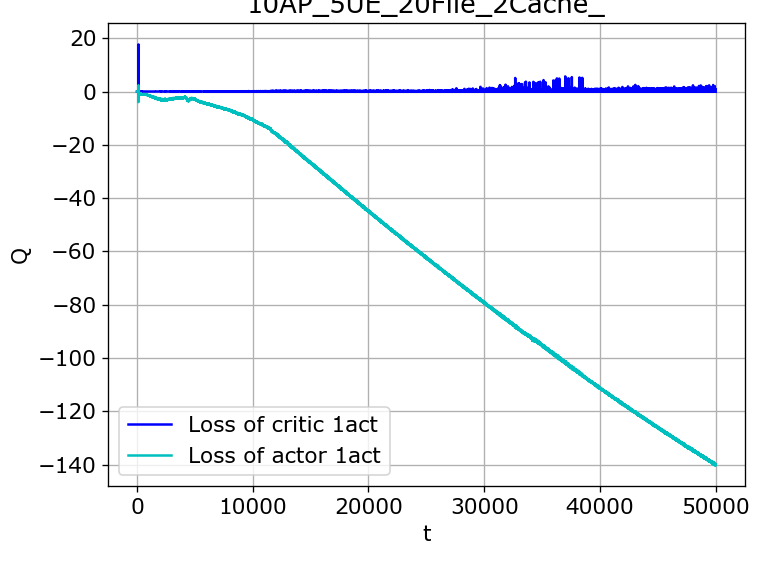 10AP_5UE_20File_2Cache_
20
0
−20
−40
−60
−80
−100
−120
−140
Q
Loss of critic 1act
Loss of actor 1act
0 10000 20000 30000 40000 50000
t